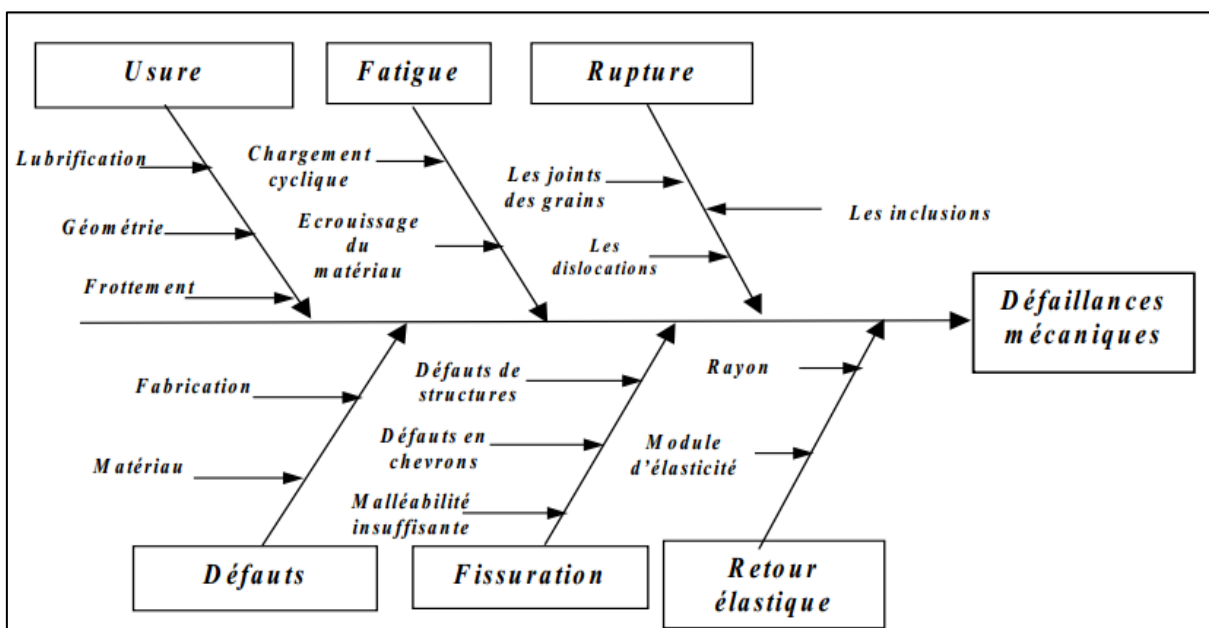 Usure
Fatigue
Rupture
Lubrification
Chargement
cyclique
Les joints
des grains
Les inclusions
Géométrie
Ecrouissage
du
matériau
Les
dislocations
Frottement
Défaillances
mécaniques
Fabrication
Défauts de
structures
Rayon
Matériau
Défauts en
chevrons
Module
d'élasticité
Malléabilité
insuffisante
Défauts
Fissuration
Retour
élastique